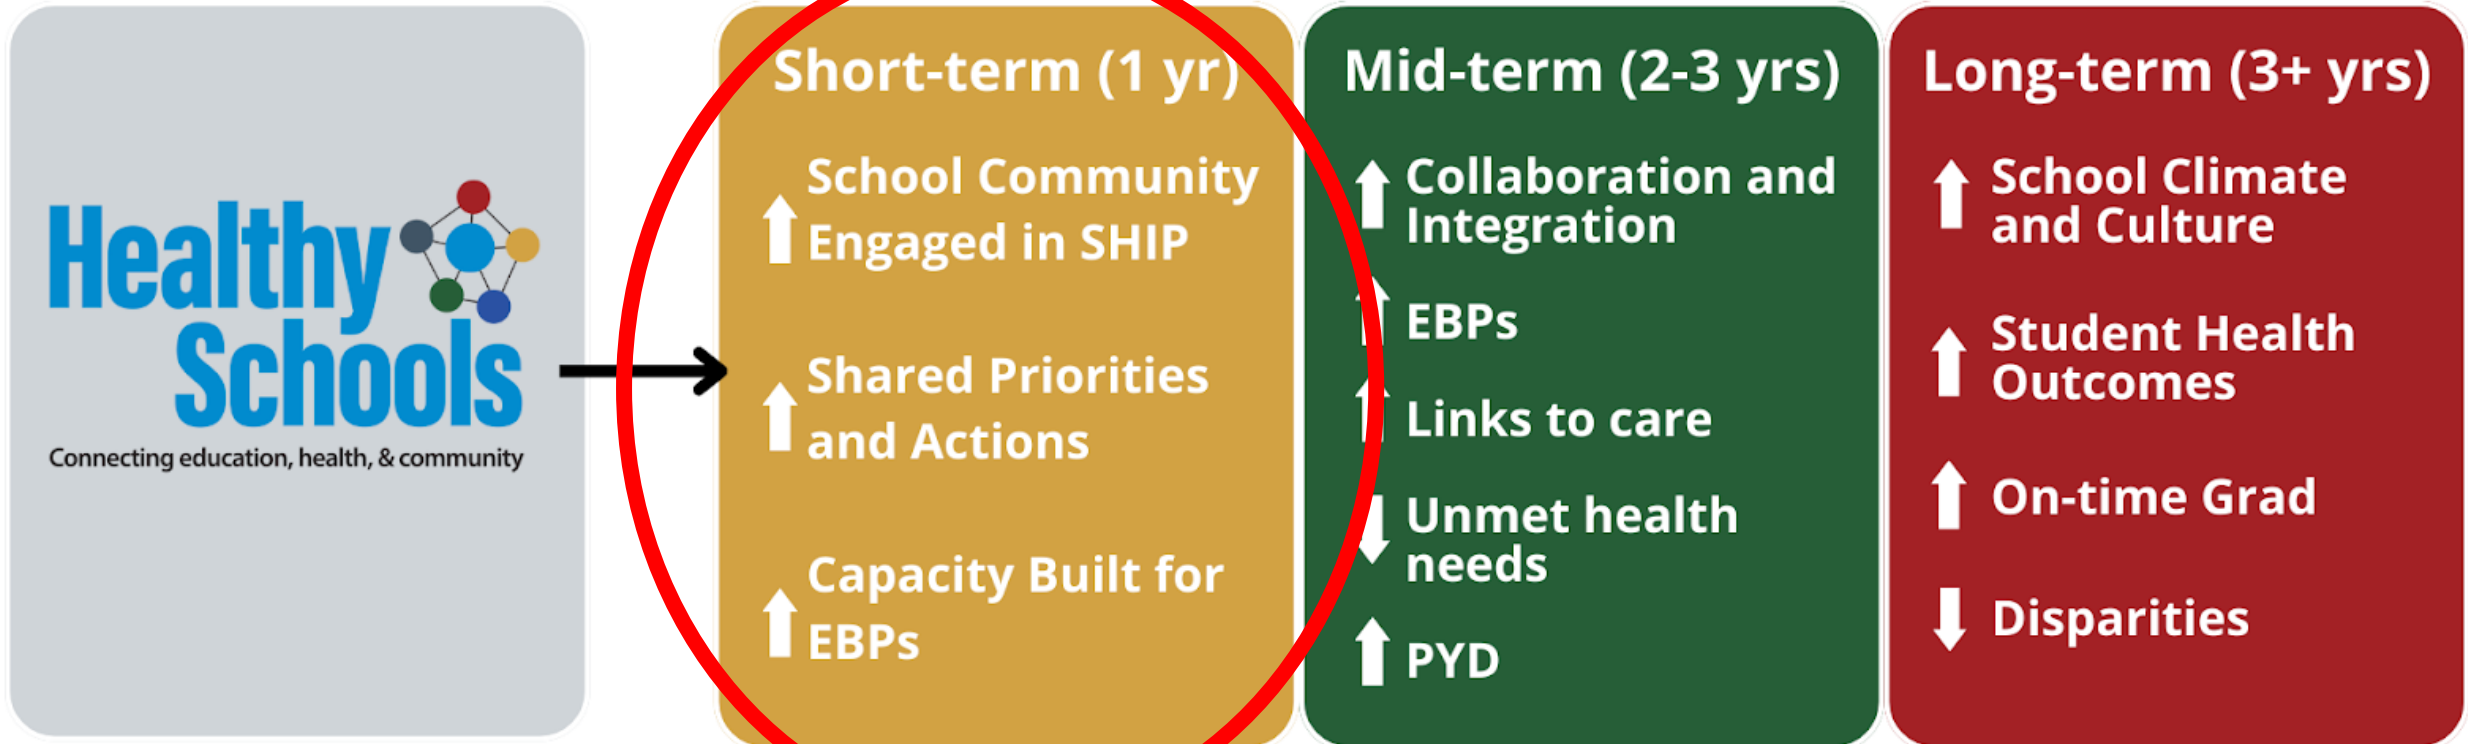 Healthy
Schools
Connecting education, health, & community
Short-term (1 yr)
School Community
Engaged in SHIP
Shared Priorities
and Actions
Capacity Built for
EBPs
Mid-term (2-3 yrs)
Collaboration and
Integration
EBPs
Links to care
Unmet health
needs
PYD
Long-term (3+ yrs)
School Climate
and Culture
Student Health
Outcomes
On-time Grad
Disparities